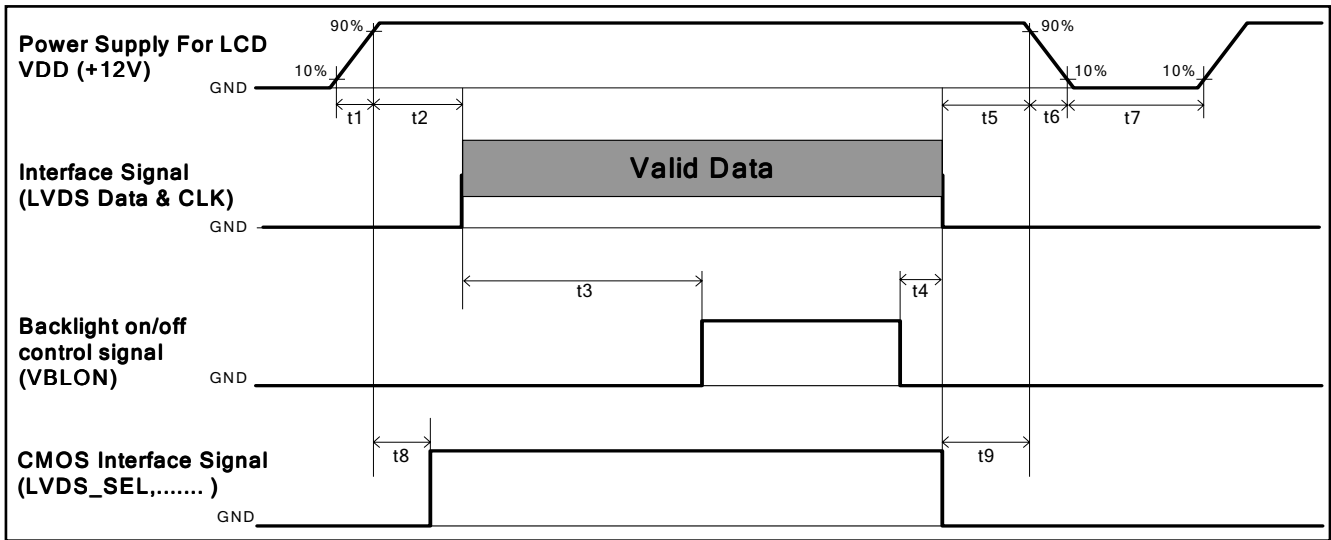 90%
90%
Power Supply For LCD
VDD (+12V)
10%
10%
10%
GND
t1
t2
t5
t6
t7
Valid Data
Interface Signal
(LVDS Data & CLK)
GND
t3
t4
Backlight on/off
control signal
(VBLON)
GND
t8
t9
CMOS Interface Signal
(LVDS_SEL,....... )
GND